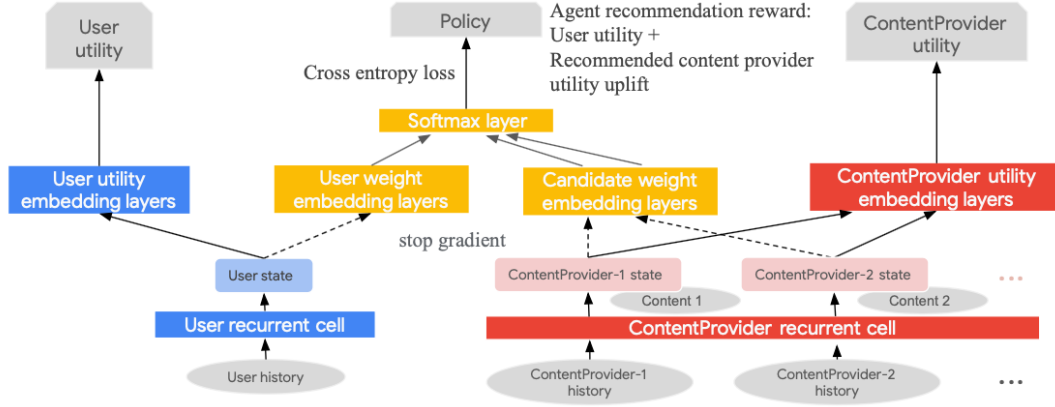 User
utility
Policy
Agent recommendation reward:
User utility +
Recommended content provider
utility uplift
ContentProvider
utility
Cross entropy loss
Softmax layer
User utility
embedding layers
User weight
embedding layers
Candidate weight
embedding layers
ContentProvider utility
embedding layers
stop gradient
User state
ContentProvider-1 state
ContentProvider-2 state
...
Content 1
Content 2
User recurrent cell
ContentProvider recurrent cell
User history
ContentProvider-1
history
ContentProvider-2
history
...